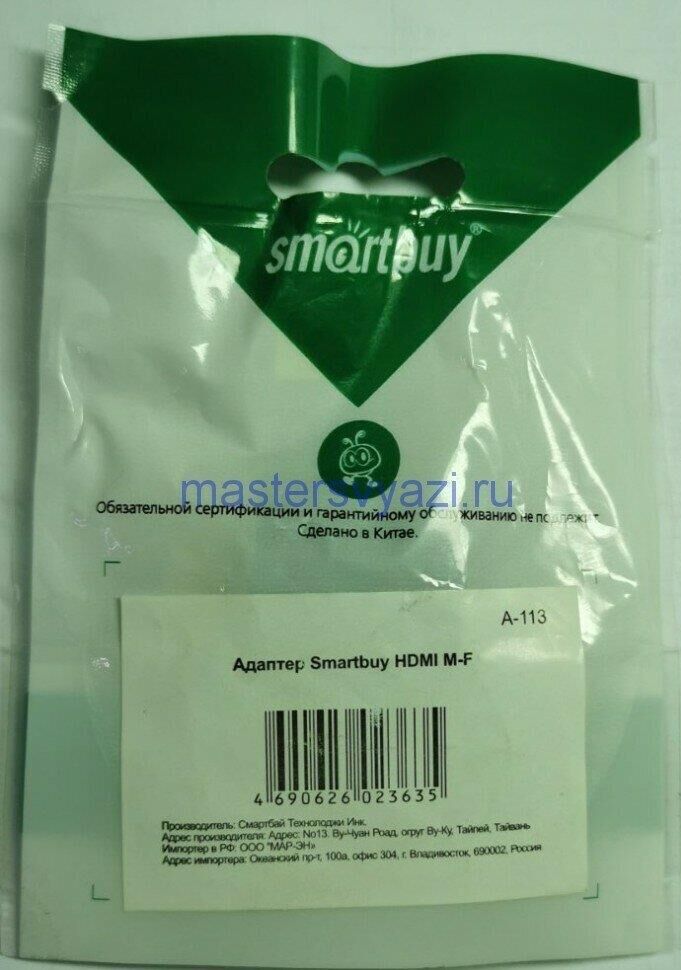 smartbuy®
mastersvyazi.ru
Обязательной сертификации и гарантийному обслуживанию не подлежит.
Сделано в Китае.
A-113
Адаптер Smartbuy HDMI M-F
4 690626 023635
Производитель: Смартбай Технолоджи Инк.
Адрес производителя: Адрес: No13. Ву-Чуан Роад, огруг Ву-Ку, Тайпей, Тайвань
Импортер в РФ: ООО "МАР-ЭН»
Адрес импортера: Океанский пр-т, 100а, офис 304, г. Владивосток, 690002, Россия